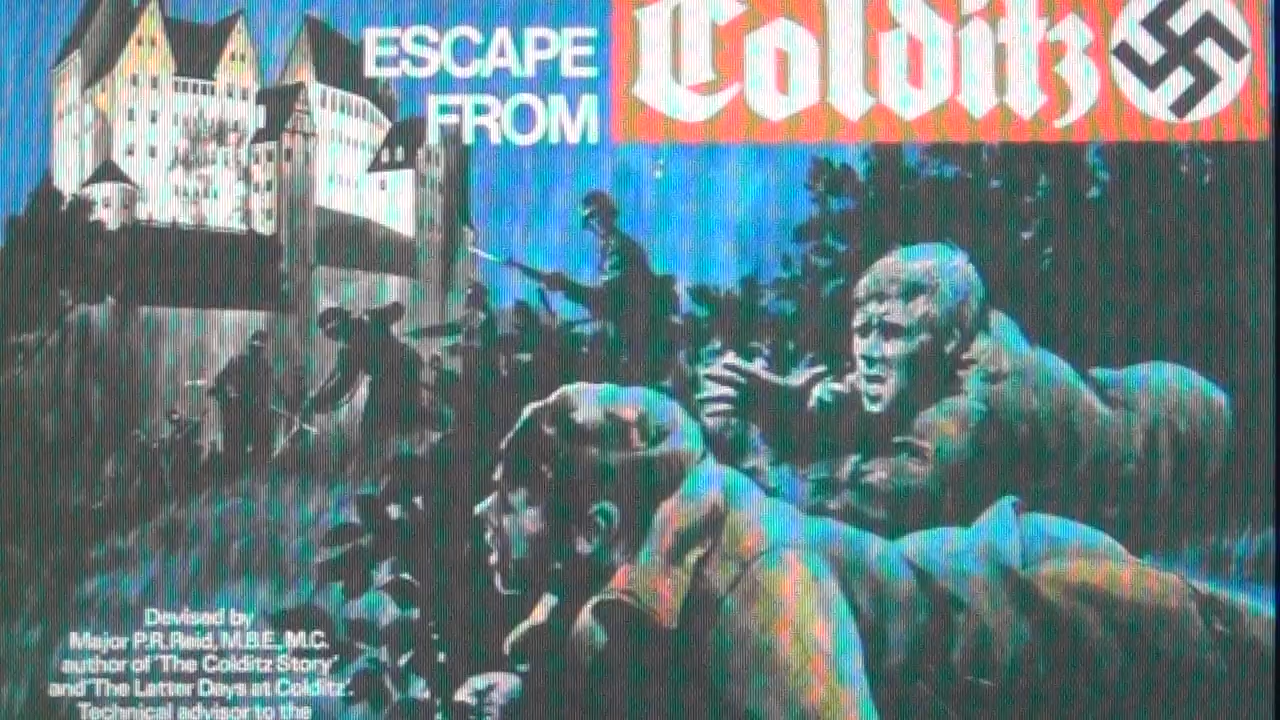 ESCAPE
FROM
Colditz
Devised by
Major P.R.Reid, M.B.E., M.C.
author of 'The Colditz Story'
and 'The Latter Days at Colditz'.
Technical advisor to the